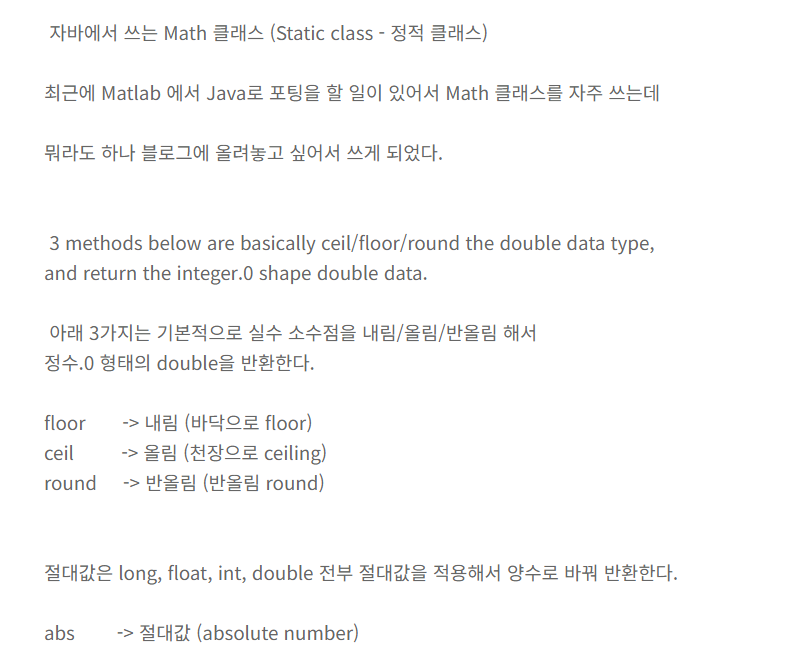 자바에서 쓰는 Math 클래스 (Static class - 정적 클래스)
최근에 Matlab 에서 Java로 포팅을 할 일이 있어서 Math 클래스를 자주 쓰는데
뭐라도 하나 블로그에 올려놓고 싶어서 쓰게 되었다.
3 methods below are basically ceil/floor/round the double data type,
and return the integer.0 shape double data.
아래 3가지는 기본적으로 실수 소수점을 내림/올림/반올림 해서
정수.0 형태의 double을 반환한다.
floor -> 내림 (바닥으로 floor)
ceil -> 올림 (천장으로 ceiling)
round -> 반올림 (반올림 round)
절대값은 long, float, int, double 전부 절대값을 적용해서 양수로 바꿔 반환한다.
abs -> 절대값 (absolute number)